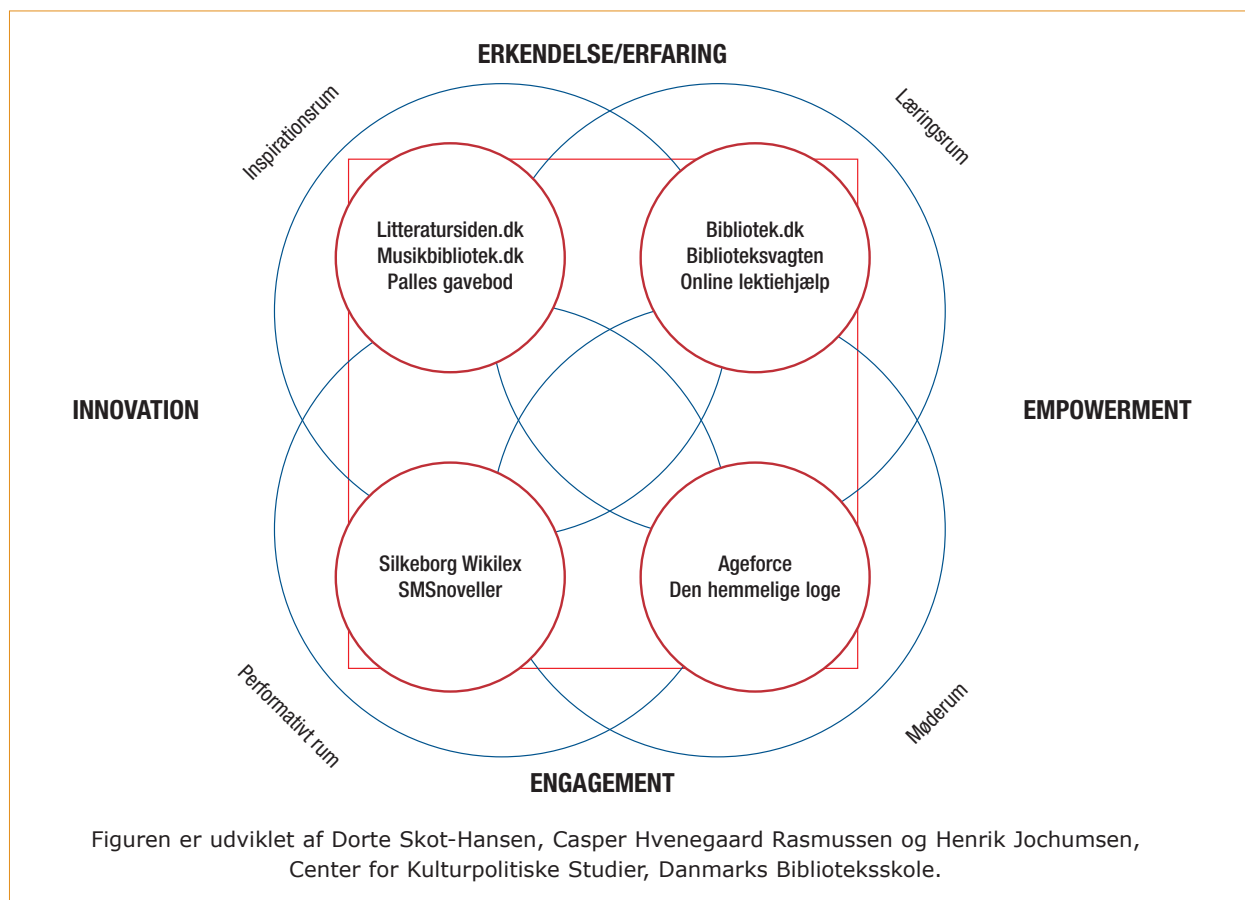 ERKENDELSE/ERFARING
Inspirationsrum
Læringsrum
Litteratursiden.dk
Musikbibliotek.dk
Palles gavebod
Bibliotek.dk
Biblioteksvagten
Online lektiehjælp
INNOVATION
EMPOWERMENT
Silkeborg Wikilex
SMSnoveller
Ageforce
Den hemmelige loge
Performativt rum
Møderum
ENGAGEMENT
Figuren er udviklet af Dorte Skot-Hansen, Casper Hvenegaard Rasmussen og Henrik Jochumsen,
Center for Kulturpolitiske Studier, Danmarks Biblioteksskole.